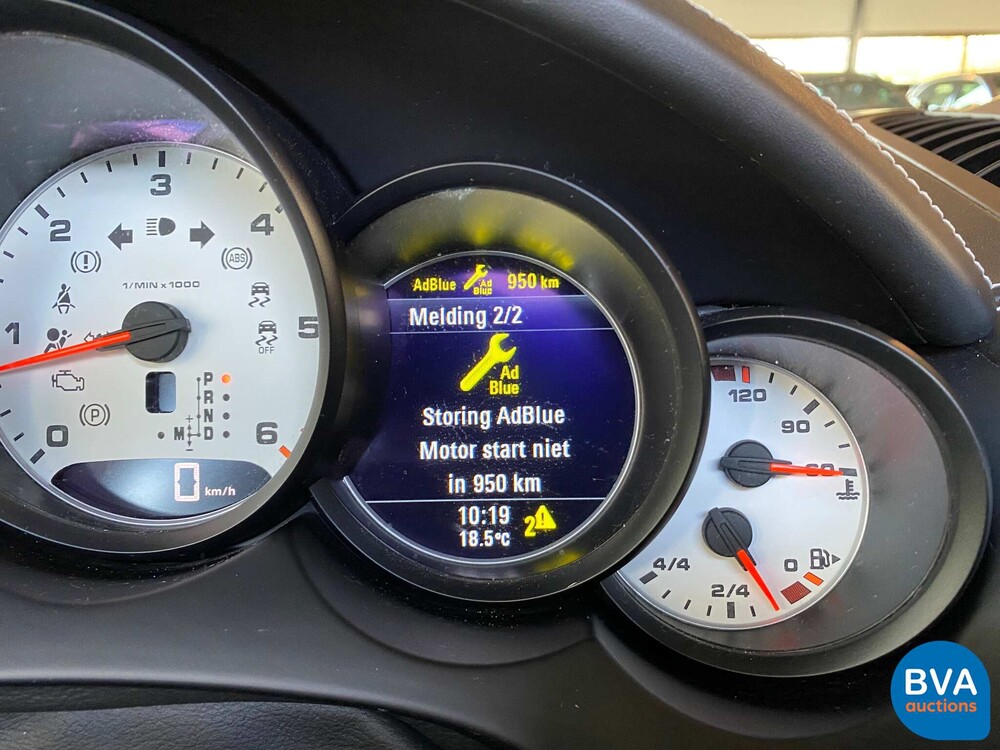 1/MIN x 1000
0
1
2
3
4
5
6
ABS
OFF
P
P
R
N
M
D
+
-
0 km/h
AdBlue Ad Blue 950 km
Melding 2/2
Ad
Blue
Storing AdBlue
Motor start niet
in 950 km
10:19
2
18.5°C
120
90
4/4
2/4
0
BVA
auctions